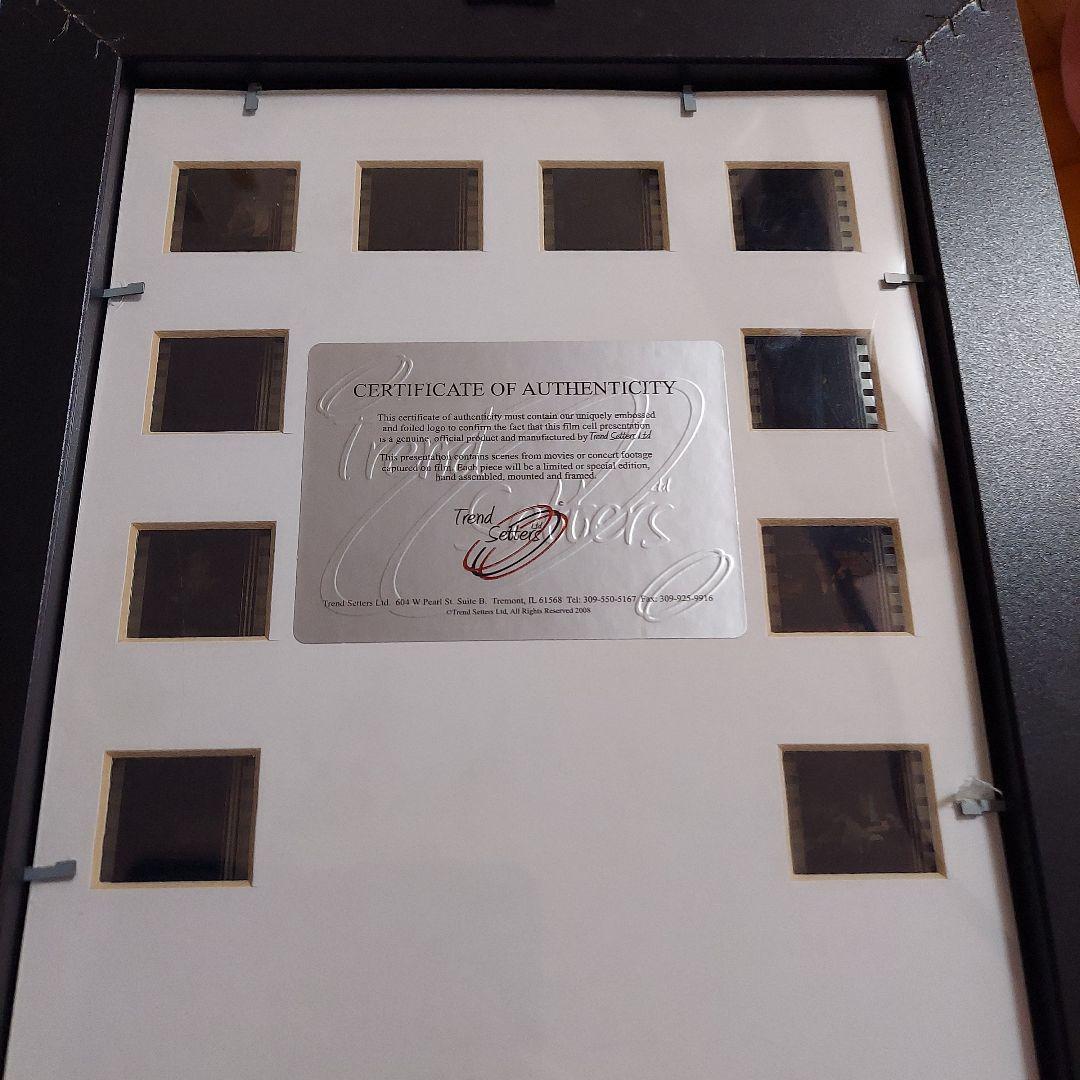 CERTIFICATE OF AUTHENTICITY
This certificate of authenticity must contain our uniquely embossed
and foiled logo to confirm the fact that this film cell presentation
is a genuine, official product and manufactured by Trend Setters Ltd
This presentation contains scenes from movies or concert footage
captured on film. Each piece will be a limited or special edition,
hand assembled, mounted and framed.
Trend
Setters Ltd
Trend
Setters Ltd
Trend Setters Ltd. 604 W Pearl St. Suite B. Tremont, IL 61568 Tel: 309-550-5167 Fax: 309-925-9916
©Trend Setters Ltd, All Rights Reserved 2008